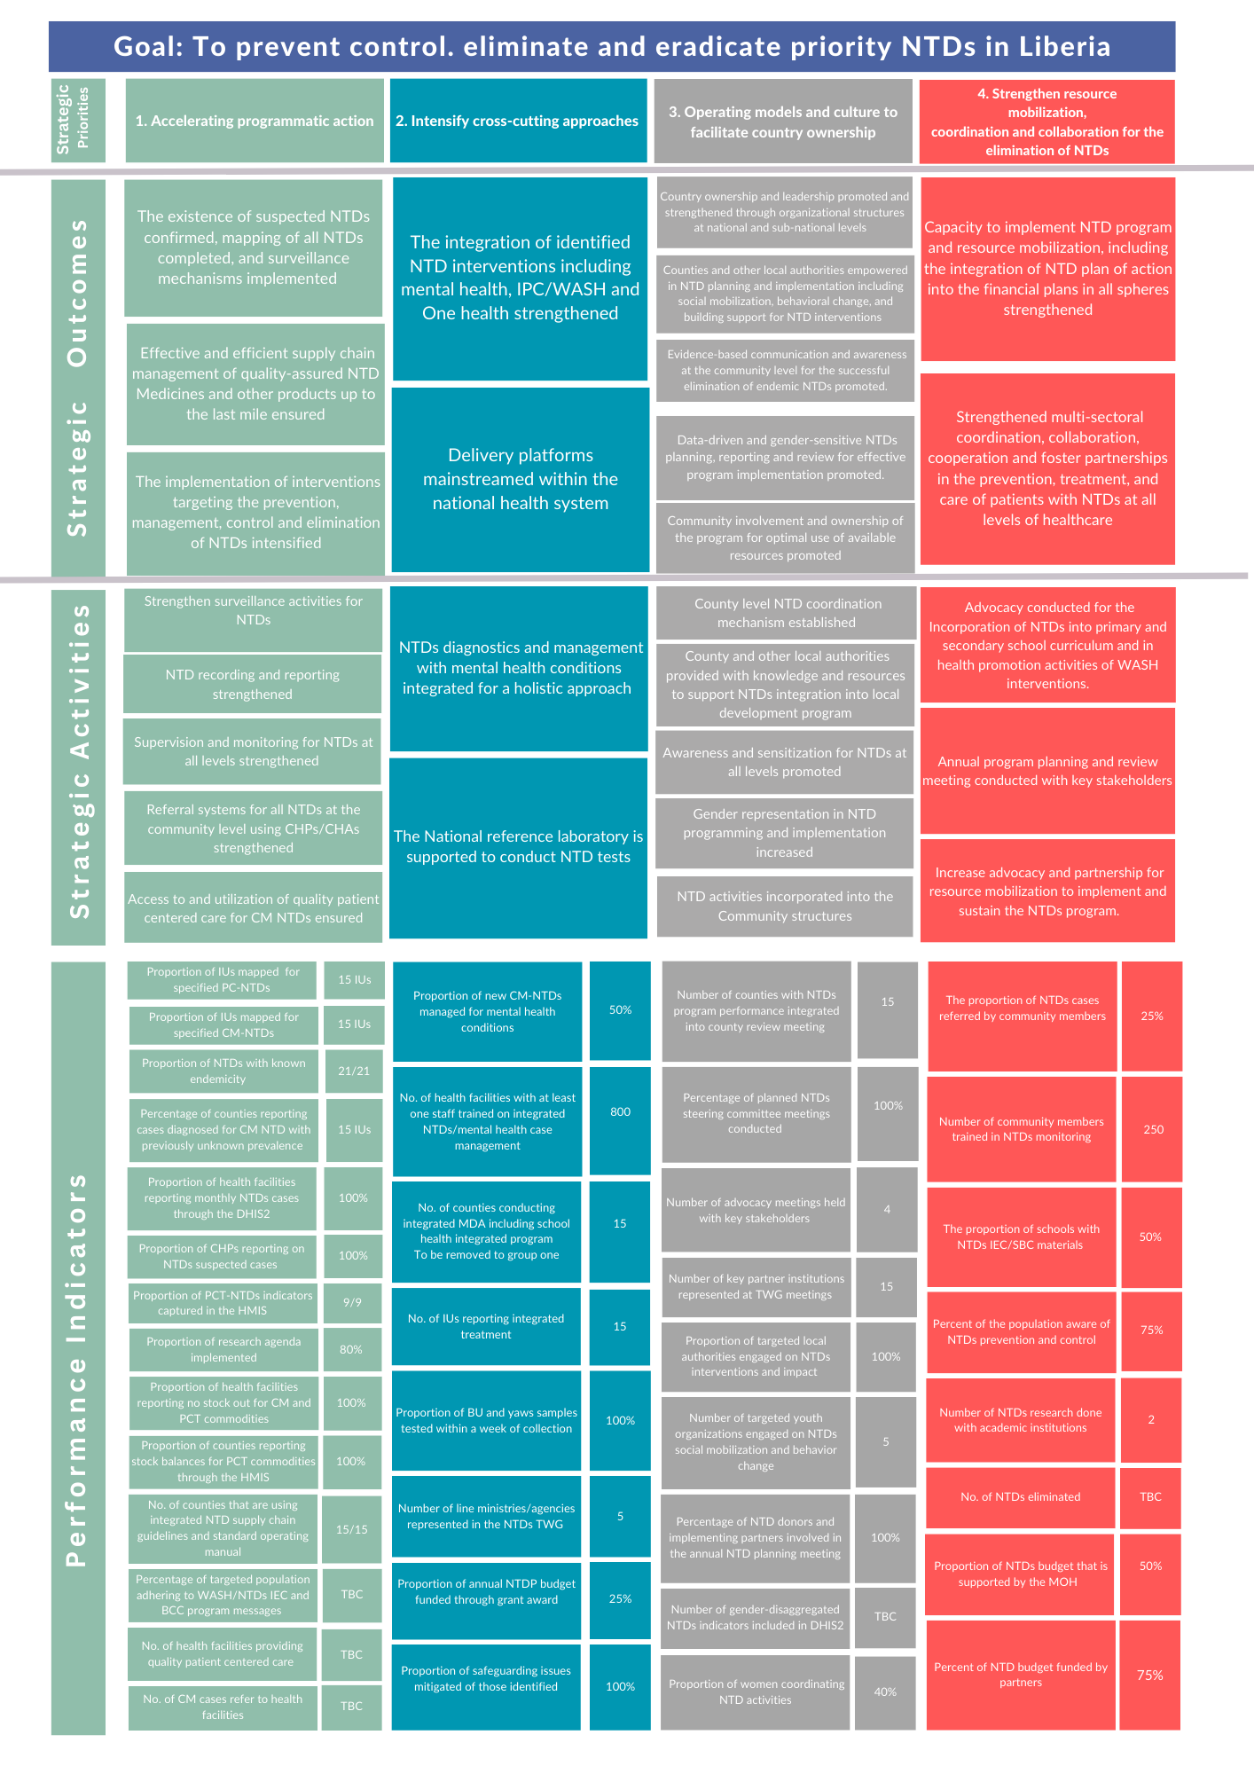 Goal: To prevent control. eliminate and eradicate priority NTDs in Liberia
Strategic
Priorities
1. Accelerating programmatic action
2. Intensify cross-cutting approaches
3. Operating models and culture to
facilitate country ownership
4. Strengthen resource
mobilization,
coordination and collaboration for the
elimination of NTDs
Strategic Outcomes
The existence of suspected NTDs
confirmed, mapping of all NTDs
completed, and surveillance
mechanisms implemented
Effective and efficient supply chain
management of quality-assured NTD
Medicines and other products up to
the last mile ensured
The implementation of interventions
targeting the prevention,
management, control and elimination
of NTDs intensified
The integration of identified
NTD interventions including
mental health, IPC/WASH and
One health strengthened
Delivery platforms
mainstreamed within the
national health system
Country ownership and leadership promoted and
strengthened through organizational structures
at national and sub-national levels
Counties and other local authorities empowered
in NTD planning and implementation including
social mobilization, behavioral change, and
building support for NTD interventions
Evidence-based communication and awareness
at the community level for the successful
elimination of endemic NTDs promoted.
Data-driven and gender-sensitive NTDs
planning, reporting and review for effective
program implementation promoted.
Community involvement and ownership of
the program for optimal use of available
resources promoted
Capacity to implement NTD program
and resource mobilization, including
the integration of NTD plan of action
into the financial plans in all spheres
strengthened
Strengthened multi-sectoral
coordination, collaboration,
cooperation and foster partnerships
in the prevention, treatment, and
care of patients with NTDs at all
levels of healthcare
Strategic Activities
Strengthen surveillance activities for
NTDs
NTD recording and reporting
strengthened
Supervision and monitoring for NTDs at
all levels strengthened
Referral systems for all NTDs at the
community level using CHPs/CHAs
strengthened
Access to and utilization of quality patient
centered care for CM NTDs ensured
NTDs diagnostics and management
with mental health conditions
integrated for a holistic approach
The National reference laboratory is
supported to conduct NTD tests
County level NTD coordination
mechanism established
County and other local authorities
provided with knowledge and resources
to support NTDs integration into local
development program
Awareness and sensitization for NTDs at
all levels promoted
Gender representation in NTD
programming and implementation
increased
NTD activities incorporated into the
Community structures
Advocacy conducted for the
Incorporation of NTDs into primary and
secondary school curriculum and in
health promotion activities of WASH
interventions.
Annual program planning and review
meeting conducted with key stakeholders
Increase advocacy and partnership for
resource mobilization to implement and
sustain the NTDs program.
Performance Indicators
Proportion of IUs mapped for
specified PC-NTDs
15 IUs
Proportion of IUs mapped for
specified CM-NTDs
15 IUs
Proportion of NTDs with known
endemicity
21/21
Percentage of counties reporting
cases diagnosed for CM NTD with
previously unknown prevalence
15 IUs
Proportion of health facilities
reporting monthly NTDs cases
through the DHIS2
100%
Proportion of CHPs reporting on
NTDs suspected cases
100%
Proportion of PCT-NTDs indicators
captured in the HMIS
9/9
Proportion of research agenda
implemented
80%
Proportion of health facilities
reporting no stock out for CM and
PCT commodities
100%
Proportion of counties reporting
stock balances for PCT commodities
through the HMIS
100%
No. of counties that are using
integrated NTD supply chain
guidelines and standard operating
manual
15/15
Percentage of targeted population
adhering to WASH/NTDs IEC and
BCC program messages
TBC
No. of health facilities providing
quality patient centered care
TBC
No. of CM cases refer to health
facilities
TBC
Proportion of new CM-NTDs
managed for mental health
conditions
50%
No. of health facilities with at least
one staff trained on integrated
NTDs/mental health case
management
800
No. of counties conducting
integrated MDA including school
health integrated program
To be removed to group one
15
No. of IUs reporting integrated
treatment
15
Proportion of BU and yaws samples
tested within a week of collection
100%
Number of line ministries/agencies
represented in the NTDs TWG
5
Proportion of annual NTDP budget
funded through grant award
25%
Proportion of safeguarding issues
mitigated of those identified
100%
Number of counties with NTDs
program performance integrated
into county review meeting
15
Percentage of planned NTDs
steering committee meetings
conducted
100%
Number of advocacy meetings held
with key stakeholders
4
Number of key partner institutions
represented at TWG meetings
15
Proportion of targeted local
authorities engaged on NTDs
interventions and impact
100%
Number of targeted youth
organizations engaged on NTDs
social mobilization and behavior
change
5
Percentage of NTD donors and
implementing partners involved in
the annual NTD planning meeting
100%
Number of gender-disaggregated
NTDs indicators included in DHIS2
TBC
Proportion of women coordinating
NTD activities
40%
The proportion of NTDs cases
referred by community members
25%
Number of community members
trained in NTDs monitoring
250
The proportion of schools with
NTDs IEC/SBC materials
50%
Percent of the population aware of
NTDs prevention and control
75%
Number of NTDs research done
with academic institutions
2
No. of NTDs eliminated
TBC
Proportion of NTDs budget that is
supported by the MOH
50%
Percent of NTD budget funded by
partners
75%